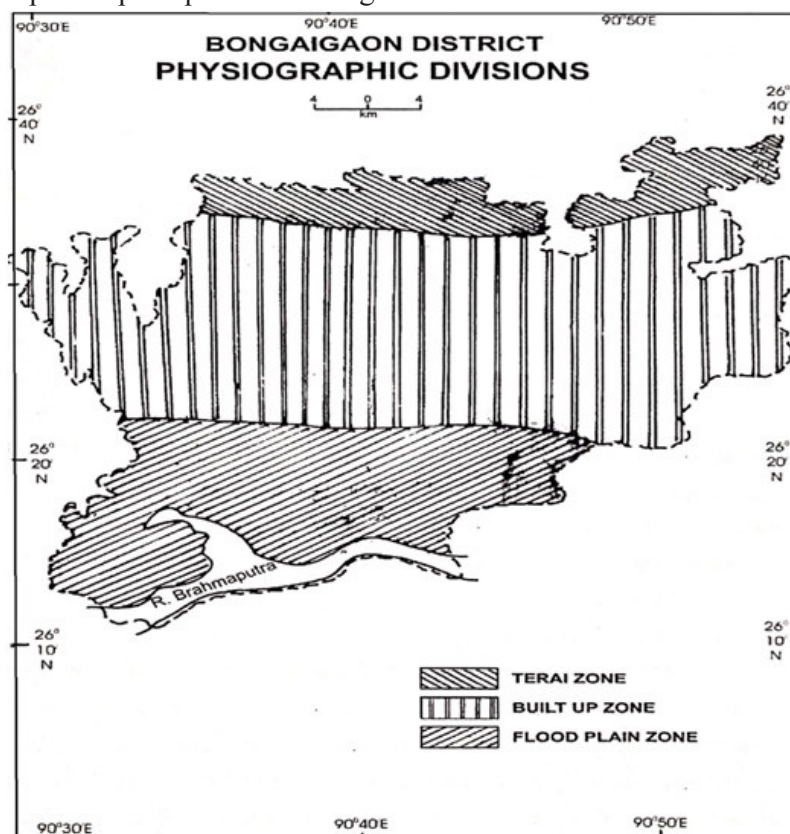 90°30'E 90°40'E 90°50'E
BONGAIGAON DISTRICT
PHYSIOGRAPHIC DIVISIONS
4 0 4
km
26°
40'
N
26°
40'
N
26°
20'
N
26°
20'
N
R. Brahmaputra
26°
10'
N
26°
10'
N
TERAI ZONE
BUILT UP ZONE
FLOOD PLAIN ZONE
90°30'E 90°40'E 90°50'E